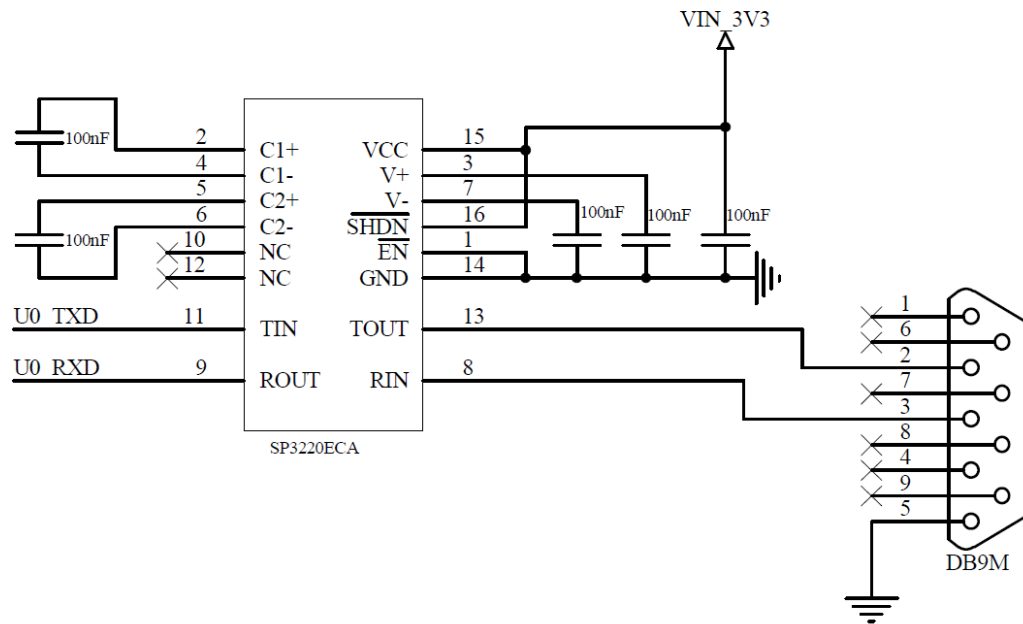 VIN_3V3
100nF
100nF
2
4
5
6
10
12
11
9
C1+
C1-
C2+
C2-
NC
NC
TIN
ROUT
VCC
V+
V-
SHDN
EN
GND
TOUT
RIN
15
3
7
16
1
14
13
8
100nF
100nF
100nF
U0_TXD
U0_RXD
SP3220ECA
1
6
2
7
3
8
4
9
5
DB9M